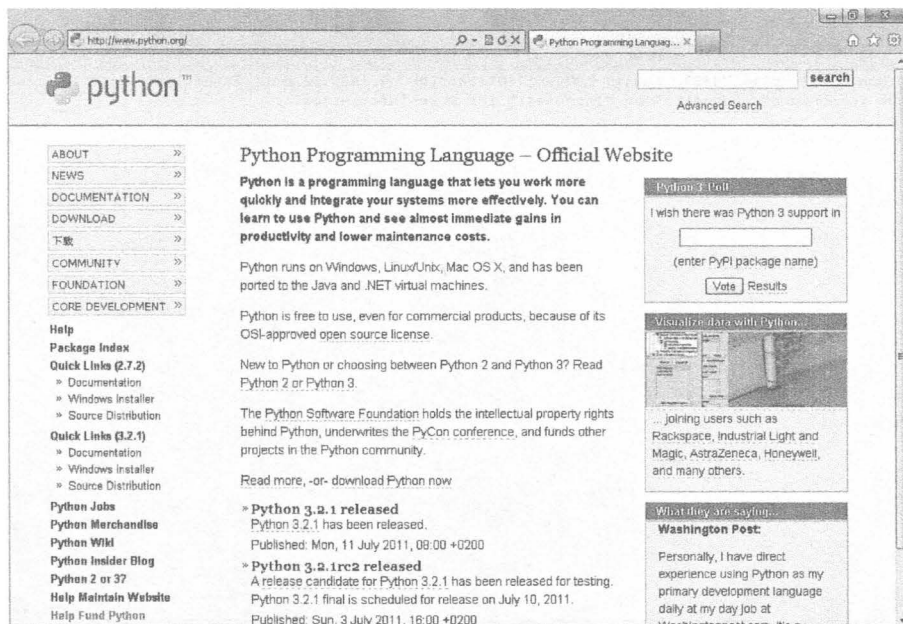 http://www.python.org/
Python Programming Languag...
python™
search
Advanced Search
ABOUT »
NEWS »
DOCUMENTATION »
DOWNLOAD »
下载 »
COMMUNITY »
FOUNDATION »
CORE DEVELOPMENT »
Help
Package Index
Quick Links (2.7.2)
» Documentation
» Windows Installer
» Source Distribution
Quick Links (3.2.1)
» Documentation
» Windows Installer
» Source Distribution
Python Jobs
Python Merchandise
Python Wiki
Python Insider Blog
Python 2 or 3?
Help Maintain Website
Help Fund Python
Python Programming Language – Official Website
Python is a programming language that lets you work more
quickly and integrate your systems more effectively. You can
learn to use Python and see almost immediate gains in
productivity and lower maintenance costs.
Python runs on Windows, Linux/Unix, Mac OS X, and has been
ported to the Java and .NET virtual machines.
Python is free to use, even for commercial products, because of its
OSI-approved open source license.
New to Python or choosing between Python 2 and Python 3? Read
Python 2 or Python 3.
The Python Software Foundation holds the intellectual property rights
behind Python, underwrites the PyCon conference, and funds other
projects in the Python community.
Read more, -or- download Python now
» Python 3.2.1 released
Python 3.2.1 has been released.
Published: Mon, 11 July 2011, 08:00 +0200
» Python 3.2.1rc2 released
A release candidate for Python 3.2.1 has been released for testing.
Python 3.2.1 final is scheduled for release on July 10, 2011.
Published: Sun, 3 July 2011, 16:00 +0200
Python 3 Poll
I wish there was Python 3 support in
(enter PyPI package name)
Vote Results
Visualize data with Python...
... joining users such as
Rackspace, Industrial Light and
Magic, AstraZeneca, Honeywell,
and many others.
What they are saying...
Washington Post:
Personally, I have direct
experience using Python as my
primary development language
daily at my day job at